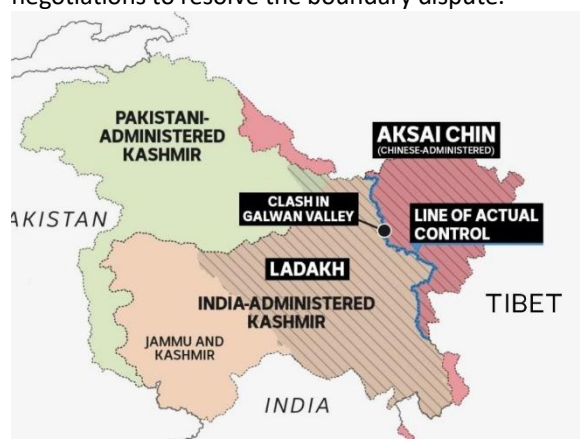 negotiations to resolve the boundary dispute.
PAKISTANI-
ADMINISTERED
KASHMIR
AKSAI CHIN
(CHINESE-ADMINISTERED)
CLASH IN
GALWAN VALLEY
LINE OF ACTUAL
CONTROL
AKISTAN
LADAKH
INDIA-ADMINISTERED
KASHMIR
TIBET
JAMMU AND
KASHMIR
INDIA